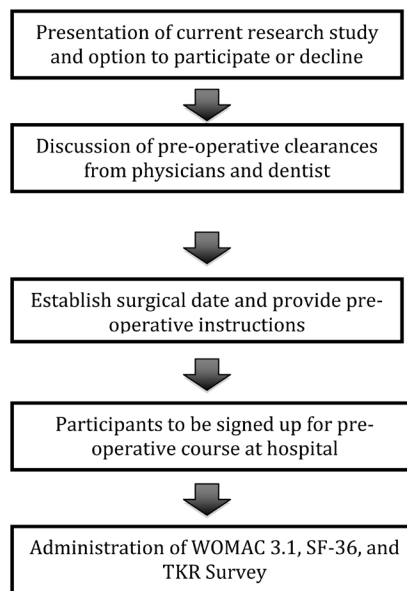 Presentation of current research study
and option to participate or decline
Discussion of pre-operative clearances
from physicians and dentist
Establish surgical date and provide pre-
operative instructions
Participants to be signed up for pre-
operative course at hospital
Administration of WOMAC 3.1, SF-36, and
TKR Survey